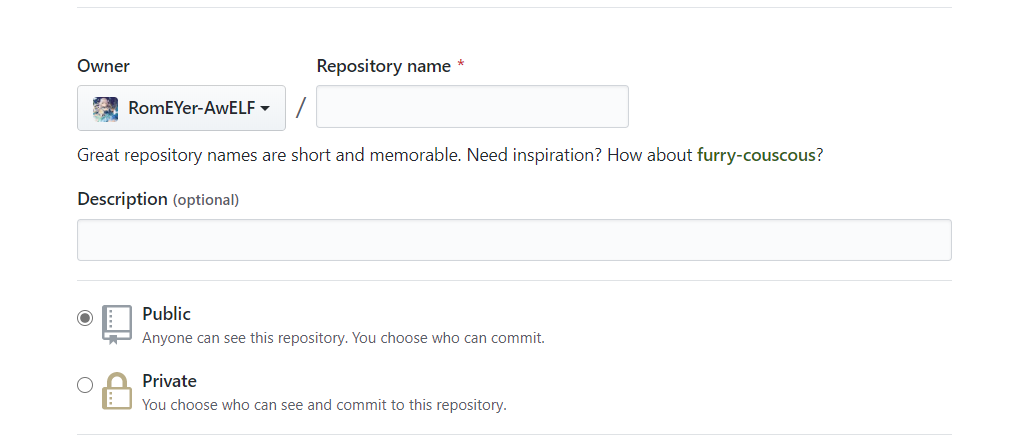 Owner Repository name *
RomEYer-AwELF /
Great repository names are short and memorable. Need inspiration? How about furry-couscous?
Description (optional)
Public
Anyone can see this repository. You choose who can commit.
Private
You choose who can see and commit to this repository.